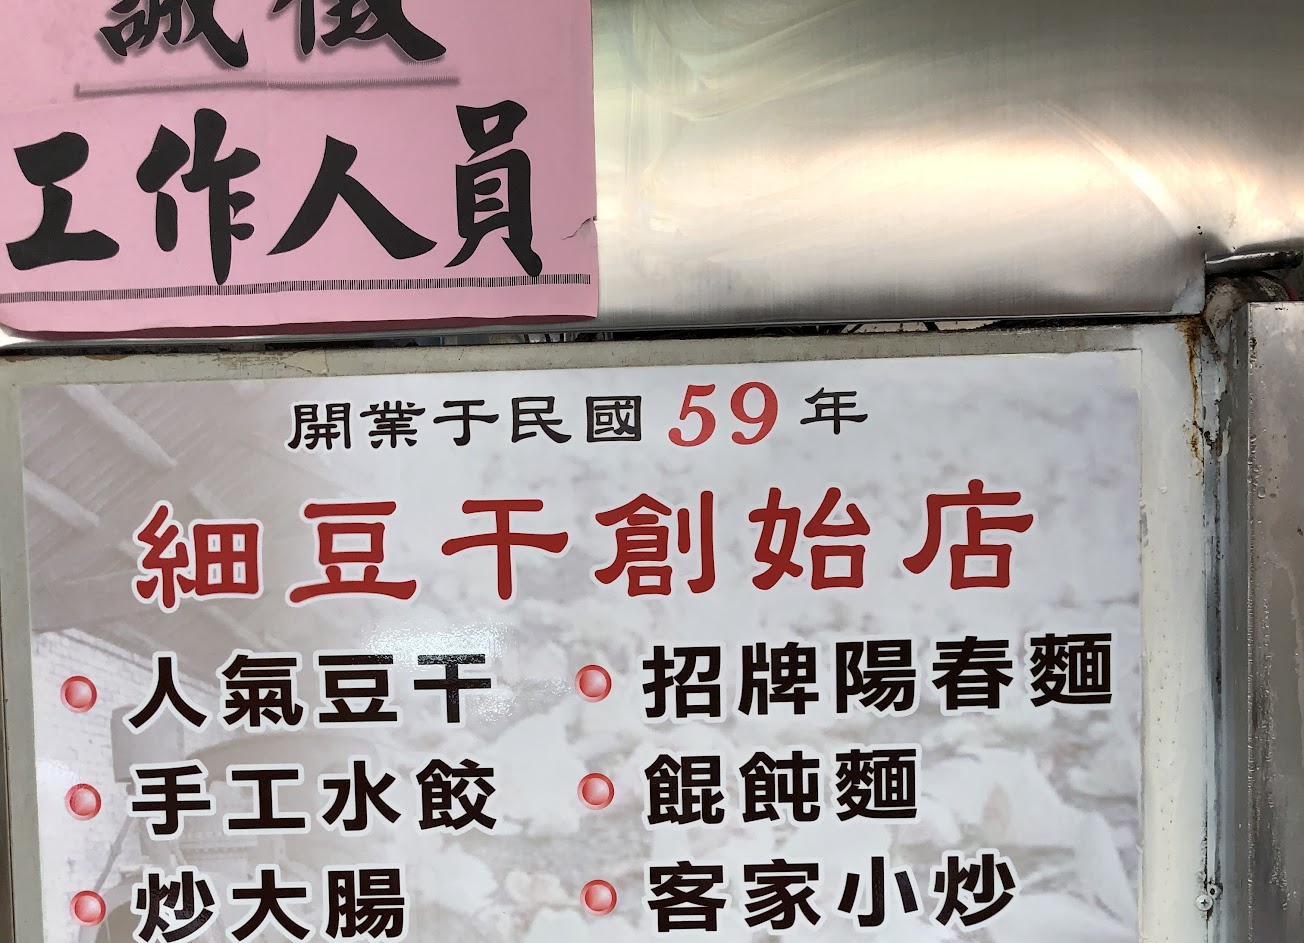 誠徵
工作人員
開業于民國59年
細豆干創始店
人氣豆干
招牌陽春麵
手工水餃
餛飩麵
炒大腸
客家小炒